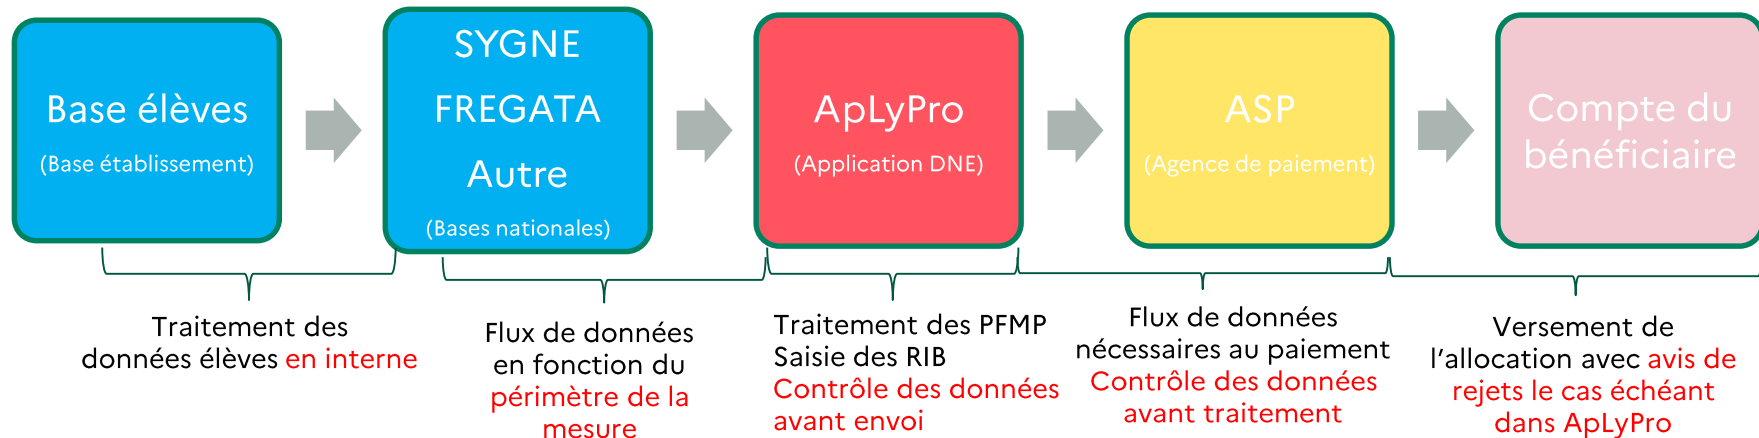 Base élèves
(Base établissement)
SYGNE
FREGATA
Autre
(Bases nationales)
ApLyPro
(Application DNE)
ASP
(Agence de paiement)
Compte du
bénéficiaire
Traitement des
données élèves en interne
Flux de données
en fonction du
périmètre de la
mesure
Traitement des PFMP
Saisie des RIB
Contrôle des données
avant envoi
Flux de données
nécessaires au paiement
Contrôle des données
avant traitement
Versement de
l’allocation avec avis de
rejets le cas échéant
dans ApLyPro